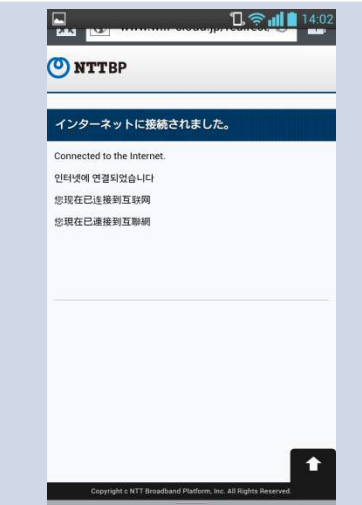 14:02
NTTBP
インターネットに接続されました。
Connected to the Internet.
인터넷에 연결되었습니다
您现在已连接到互联网
您現在已連接到互聯網
Copyright c NTT Broadband Platform, Inc. All Rights Reserved.